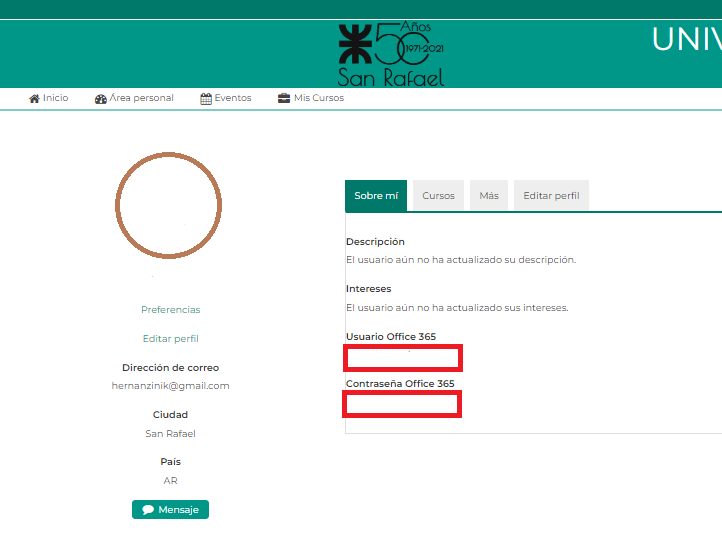 Años
50
1971-2021
San Rafael
Inicio
Área personal
Eventos
Mis Cursos
Sobre mí
Cursos
Más
Editar perfil
Descripción
El usuario aún no ha actualizado su descripción.
Intereses
El usuario aún no ha actualizado sus intereses.
Usuario Office 365
Contraseña Office 365
Preferencias
Editar perfil
Dirección de correo
hernanzinik@gmail.com
Ciudad
San Rafael
País
AR
Mensaje